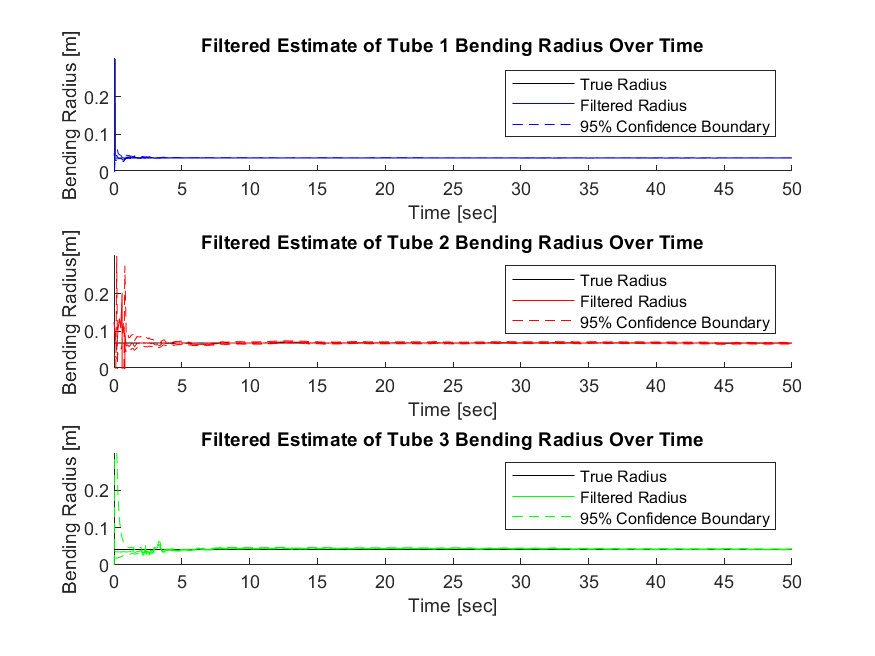 Filtered Estimate of Tube 1 Bending Radius Over Time
Bending Radius [m]
0.2
0.1
0
True Radius
Filtered Radius
95% Confidence Boundary
0 5 10 15 20 25 30 35 40 45 50
Time [sec]
Filtered Estimate of Tube 2 Bending Radius Over Time
Bending Radius[m]
0.2
0.1
0
True Radius
Filtered Radius
95% Confidence Boundary
0 5 10 15 20 25 30 35 40 45 50
Time [sec]
Filtered Estimate of Tube 3 Bending Radius Over Time
Bending Radius [m]
0.2
0.1
0
True Radius
Filtered Radius
95% Confidence Boundary
0 5 10 15 20 25 30 35 40 45 50
Time [sec]